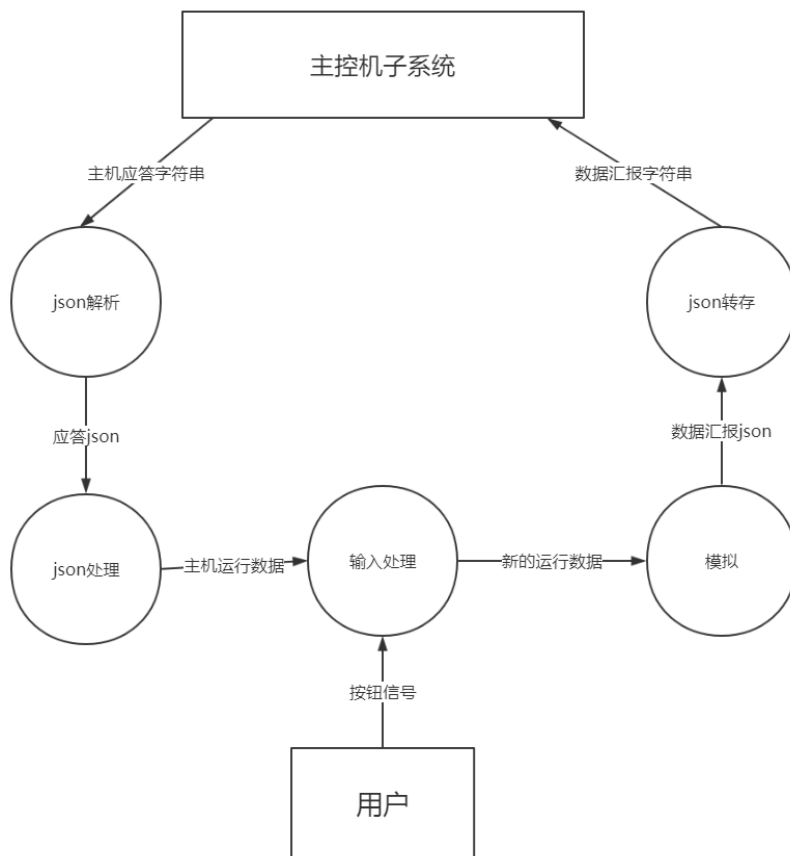 主控机子系统
主机应答字符串
数据汇报字符串
json解析
json转存
应答json
数据汇报json
json处理
主机运行数据
输入处理
新的运行数据
模拟
按钮信号
用户